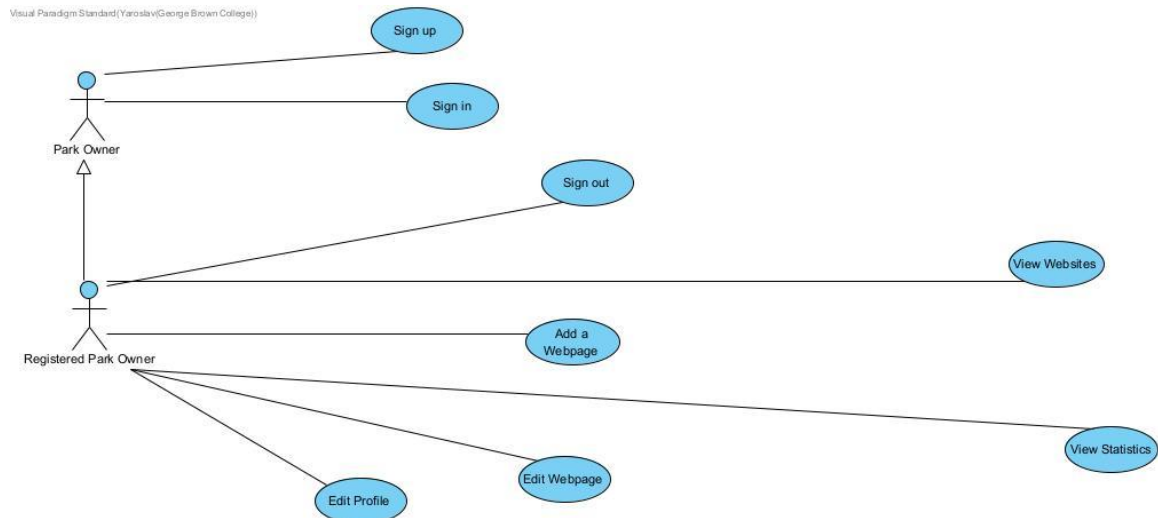 Visual Paradigm Standard(Yaroslav(George Brown College))
Sign up
Sign in
Park Owner
Sign out
View Websites
Add a
Webpage
Registered Park Owner
View Statistics
Edit Webpage
Edit Profile